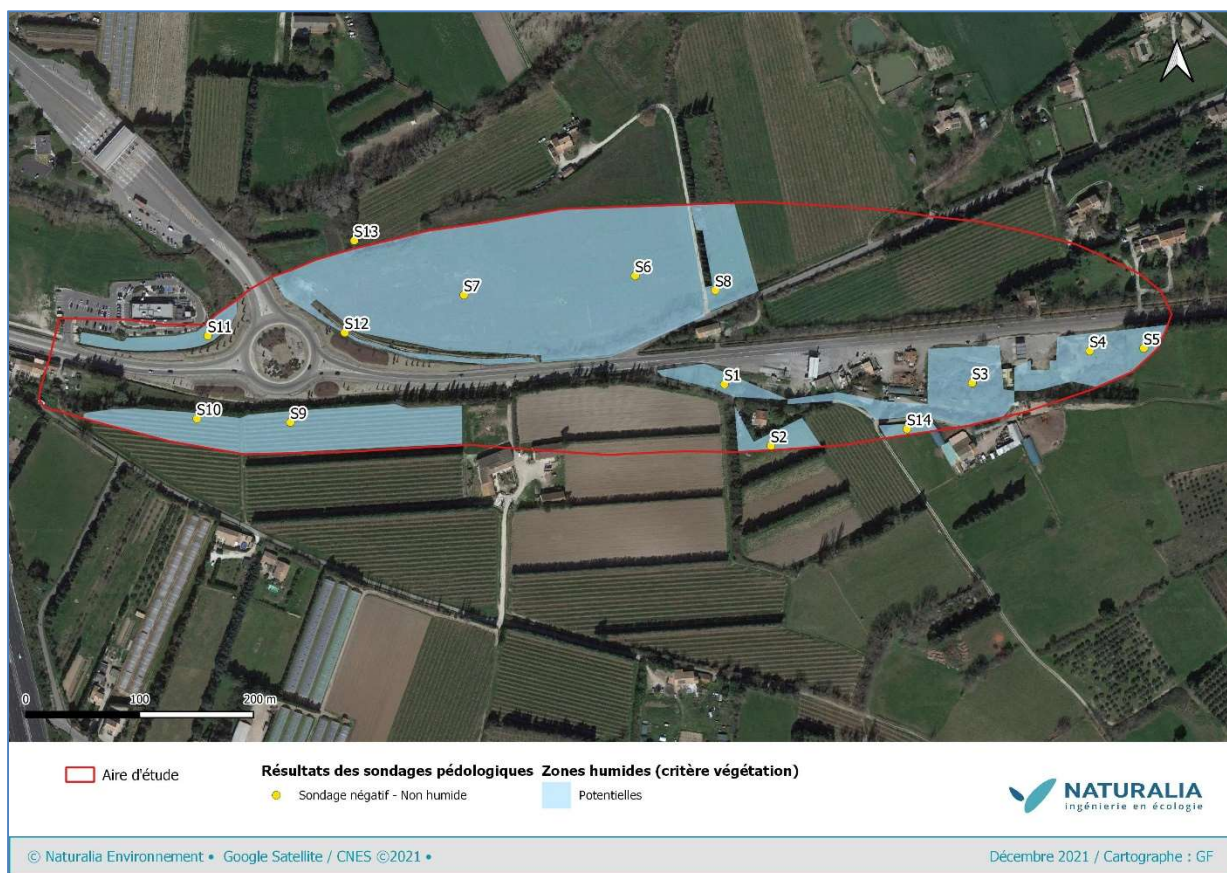 S13
S6
S7
S8
S12
S11
S4
S5
S1
S3
S10
S9
S14
S2
0 100 200 m
Aire d'étude
Résultats des sondages pédologiques
Sondage négatif - Non humide
Zones humides (critère végétation)
Potentielles
NATURALIA
ingénierie en écologie
© Naturalia Environnement • Google Satellite / CNES ©2021 •
Décembre 2021 / Cartographe : GF